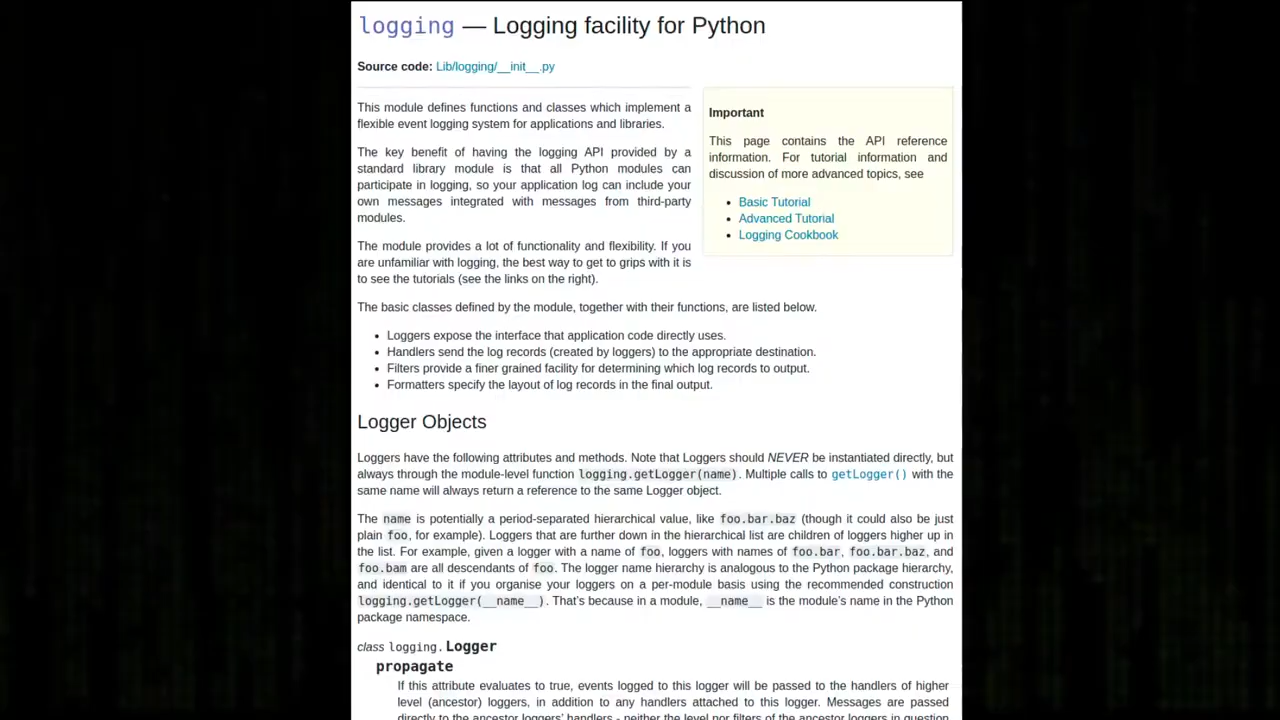 logging — Logging facility for Python
Source code: Lib/logging/__init__.py
This module defines functions and classes which implement a
flexible event logging system for applications and libraries.
The key benefit of having the logging API provided by a
standard library module is that all Python modules can
participate in logging, so your application log can include your
own messages integrated with messages from third-party
modules.
The module provides a lot of functionality and flexibility. If you
are unfamiliar with logging, the best way to get to grips with it is
to see the tutorials (see the links on the right).
Important
This page contains the API reference
information. For tutorial information and
discussion of more advanced topics, see
• Basic Tutorial
• Advanced Tutorial
• Logging Cookbook
The basic classes defined by the module, together with their functions, are listed below.
• Loggers expose the interface that application code directly uses.
• Handlers send the log records (created by loggers) to the appropriate destination.
• Filters provide a finer grained facility for determining which log records to output.
• Formatters specify the layout of log records in the final output.
Logger Objects
Loggers have the following attributes and methods. Note that Loggers should NEVER be instantiated directly, but
always through the module-level function logging.getLogger(name). Multiple calls to getLogger() with the
same name will always return a reference to the same Logger object.
The name is potentially a period-separated hierarchical value, like foo.bar.baz (though it could also be just
plain foo, for example). Loggers that are further down in the hierarchical list are children of loggers higher up in
the list. For example, given a logger with a name of foo, loggers with names of foo.bar, foo.bar.baz, and
foo.bam are all descendants of foo. The logger name hierarchy is analogous to the Python package hierarchy,
and identical to it if you organise your loggers on a per-module basis using the recommended construction
logging.getLogger(__name__). That's because in a module, __name__ is the module's name in the Python
package namespace.
class logging.Logger
propagate
If this attribute evaluates to true, events logged to this logger will be passed to the handlers of higher
level (ancestor) loggers, in addition to any handlers attached to this logger. Messages are passed
directly to the ancestor loggers' handlers - neither the level nor filters of the ancestor loggers in question